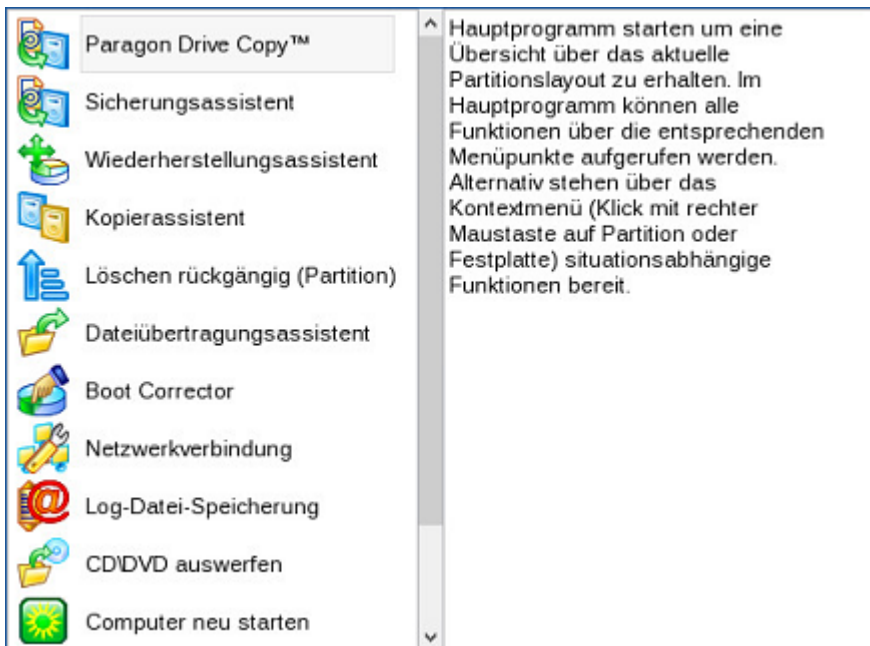 Paragon Drive Copy™
Sicherungsassistent
Wiederherstellungsassistent
Kopierassistent
Löschen rückgängig (Partition)
Dateiübertragungsassistent
Boot Corrector
Netzwerkverbindung
Log-Datei-Speicherung
CD\DVD auswerfen
Computer neu starten
Hauptprogramm starten um eine
Übersicht über das aktuelle
Partitionslayout zu erhalten. Im
Hauptprogramm können alle
Funktionen über die entsprechenden
Menüpunkte aufgerufen werden.
Alternativ stehen über das
Kontextmenü (Klick mit rechter
Maustaste auf Partition oder
Festplatte) situationsabhängige
Funktionen bereit.